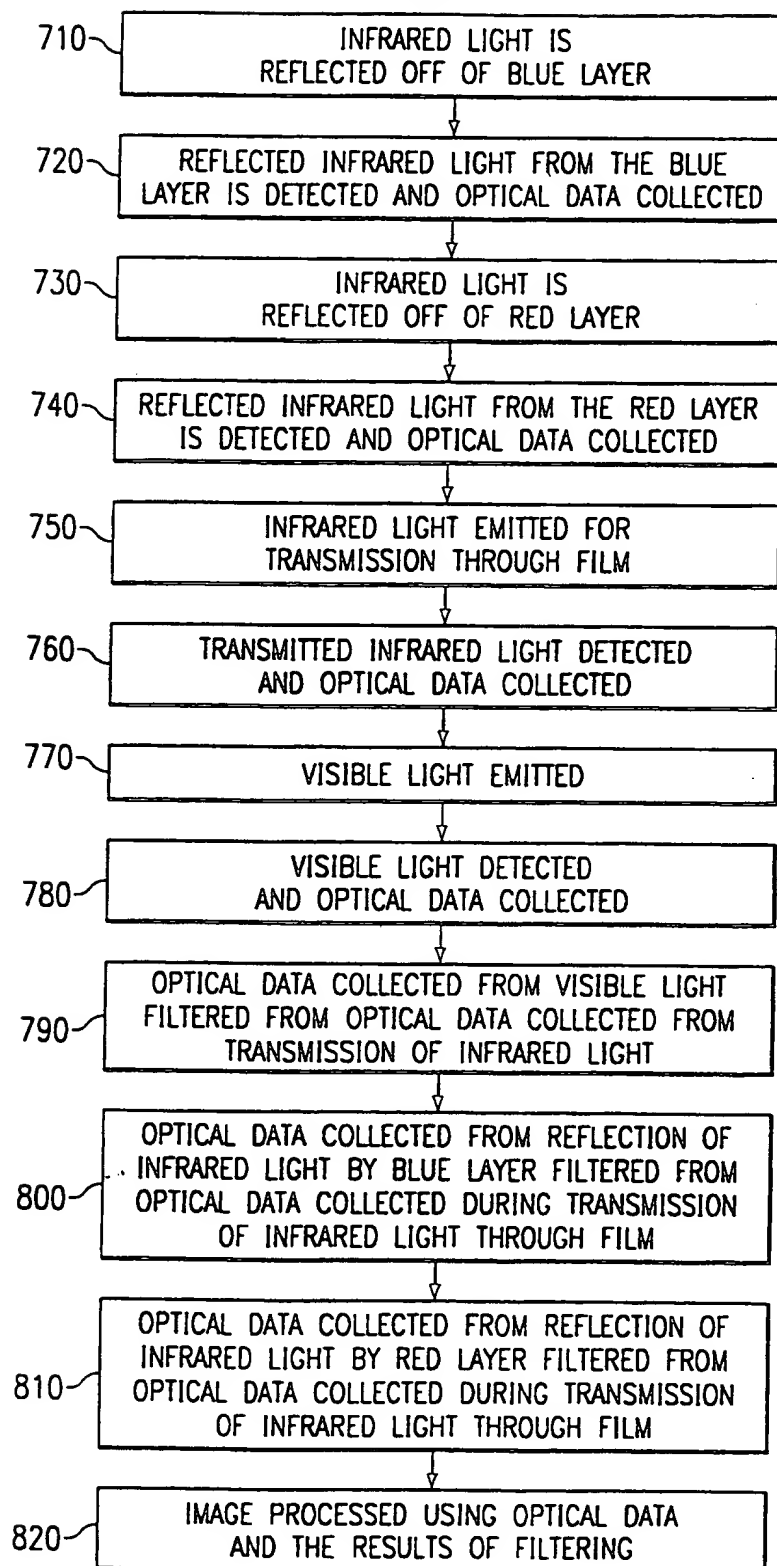 710
INFRARED LIGHT IS
REFLECTED OFF OF BLUE LAYER
720
REFLECTED INFRARED LIGHT FROM THE BLUE
LAYER IS DETECTED AND OPTICAL DATA COLLECTED
730
INFRARED LIGHT IS
REFLECTED OFF OF RED LAYER
740
REFLECTED INFRARED LIGHT FROM THE RED LAYER
IS DETECTED AND OPTICAL DATA COLLECTED
750
INFRARED LIGHT EMITTED FOR
TRANSMISSION THROUGH FILM
760
TRANSMITTED INFRARED LIGHT DETECTED
AND OPTICAL DATA COLLECTED
770
VISIBLE LIGHT EMITTED
780
VISIBLE LIGHT DETECTED
AND OPTICAL DATA COLLECTED
790
OPTICAL DATA COLLECTED FROM VISIBLE LIGHT
FILTERED FROM OPTICAL DATA COLLECTED FROM
TRANSMISSION OF INFRARED LIGHT
800
OPTICAL DATA COLLECTED FROM REFLECTION OF
INFRARED LIGHT BY BLUE LAYER FILTERED FROM
OPTICAL DATA COLLECTED DURING TRANSMISSION
OF INFRARED LIGHT THROUGH FILM
810
OPTICAL DATA COLLECTED FROM REFLECTION OF
INFRARED LIGHT BY RED LAYER FILTERED FROM
OPTICAL DATA COLLECTED DURING TRANSMISSION
OF INFRARED LIGHT THROUGH FILM
820
IMAGE PROCESSED USING OPTICAL DATA
AND THE RESULTS OF FILTERING